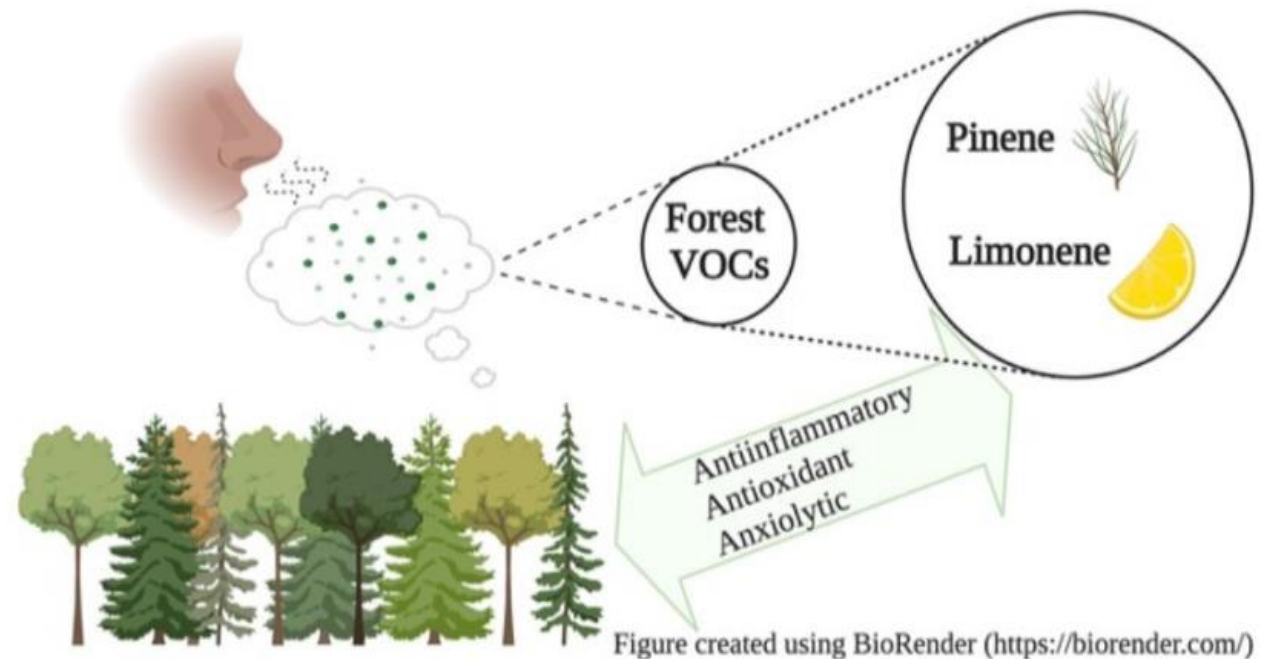 Forest
VOCs
Pinene
Limonene
Antiinflammatory
Antioxidant
Anxiolytic
Figure created using BioRender (https://biorender.com/)